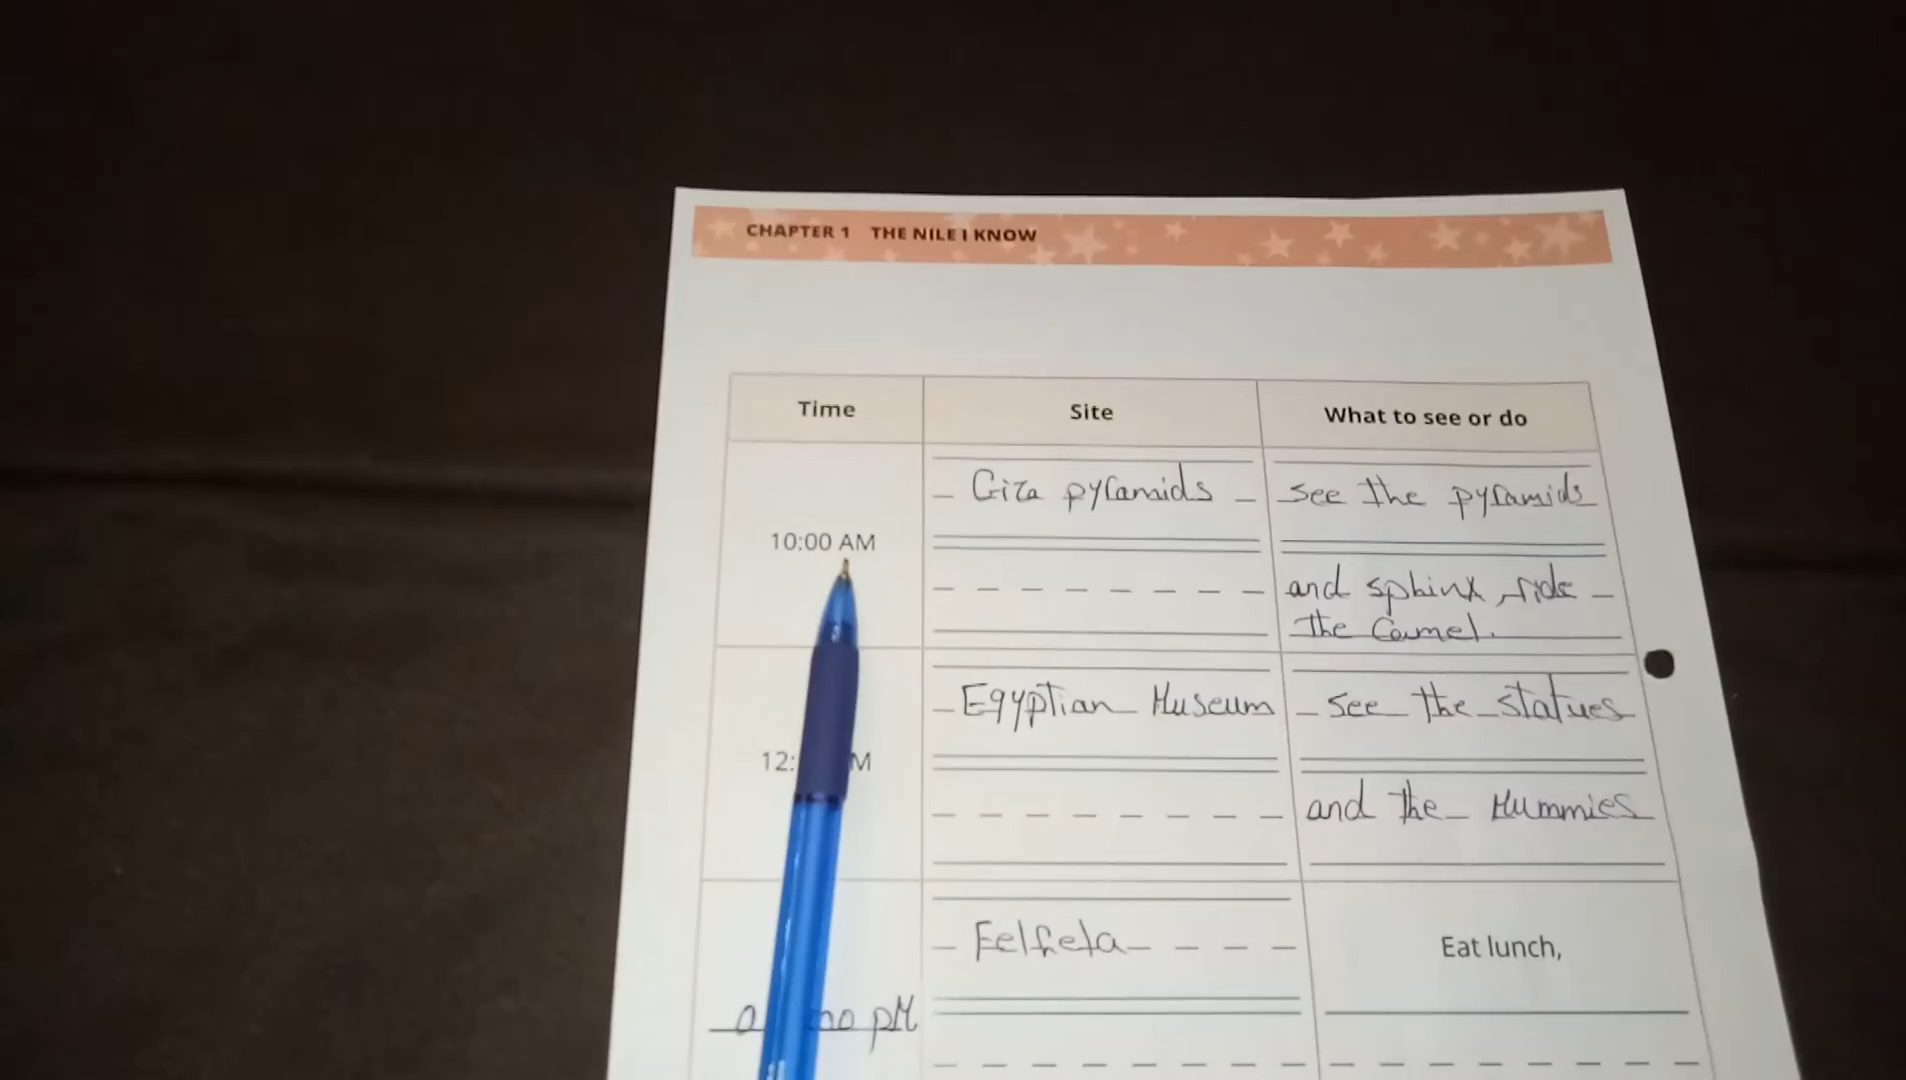 CHAPTER 1 THE NILE I KNOW
Time Site What to see or do
10:00 AM
Giza pyramids
see the pyramids
and sphinx, ride
the Camel.
Egyptian Museum
see the statues
and the Mummies
Felfela
Eat lunch,